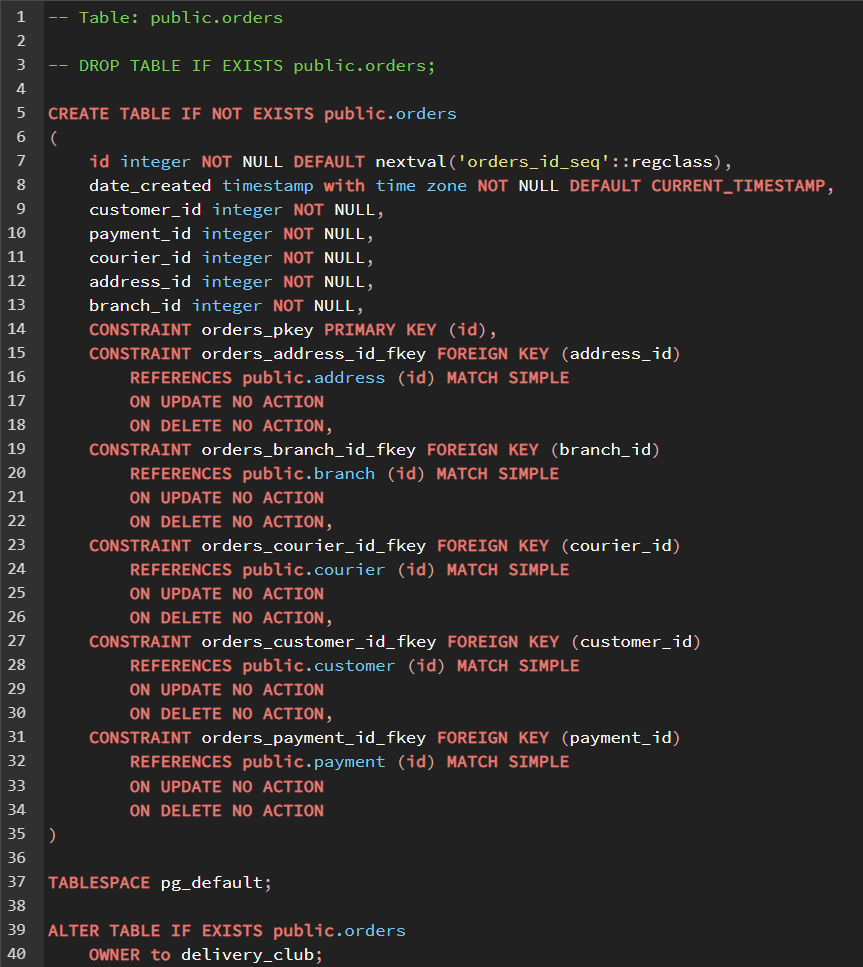 1 -- Table: public.orders
2
3 -- DROP TABLE IF EXISTS public.orders;
4
5 CREATE TABLE IF NOT EXISTS public.orders
6 (
7     id integer NOT NULL DEFAULT nextval('orders_id_seq'::regclass),
8     date_created timestamp with time zone NOT NULL DEFAULT CURRENT_TIMESTAMP,
9     customer_id integer NOT NULL,
10     payment_id integer NOT NULL,
11     courier_id integer NOT NULL,
12     address_id integer NOT NULL,
13     branch_id integer NOT NULL,
14     CONSTRAINT orders_pkey PRIMARY KEY (id),
15     CONSTRAINT orders_address_id_fkey FOREIGN KEY (address_id)
16         REFERENCES public.address (id) MATCH SIMPLE
17         ON UPDATE NO ACTION
18         ON DELETE NO ACTION,
19     CONSTRAINT orders_branch_id_fkey FOREIGN KEY (branch_id)
20         REFERENCES public.branch (id) MATCH SIMPLE
21         ON UPDATE NO ACTION
22         ON DELETE NO ACTION,
23     CONSTRAINT orders_courier_id_fkey FOREIGN KEY (courier_id)
24         REFERENCES public.courier (id) MATCH SIMPLE
25         ON UPDATE NO ACTION
26         ON DELETE NO ACTION,
27     CONSTRAINT orders_customer_id_fkey FOREIGN KEY (customer_id)
28         REFERENCES public.customer (id) MATCH SIMPLE
29         ON UPDATE NO ACTION
30         ON DELETE NO ACTION,
31     CONSTRAINT orders_payment_id_fkey FOREIGN KEY (payment_id)
32         REFERENCES public.payment (id) MATCH SIMPLE
33         ON UPDATE NO ACTION
34         ON DELETE NO ACTION
35 )
36
37 TABLESPACE pg_default;
38
39 ALTER TABLE IF EXISTS public.orders
40     OWNER to delivery_club;